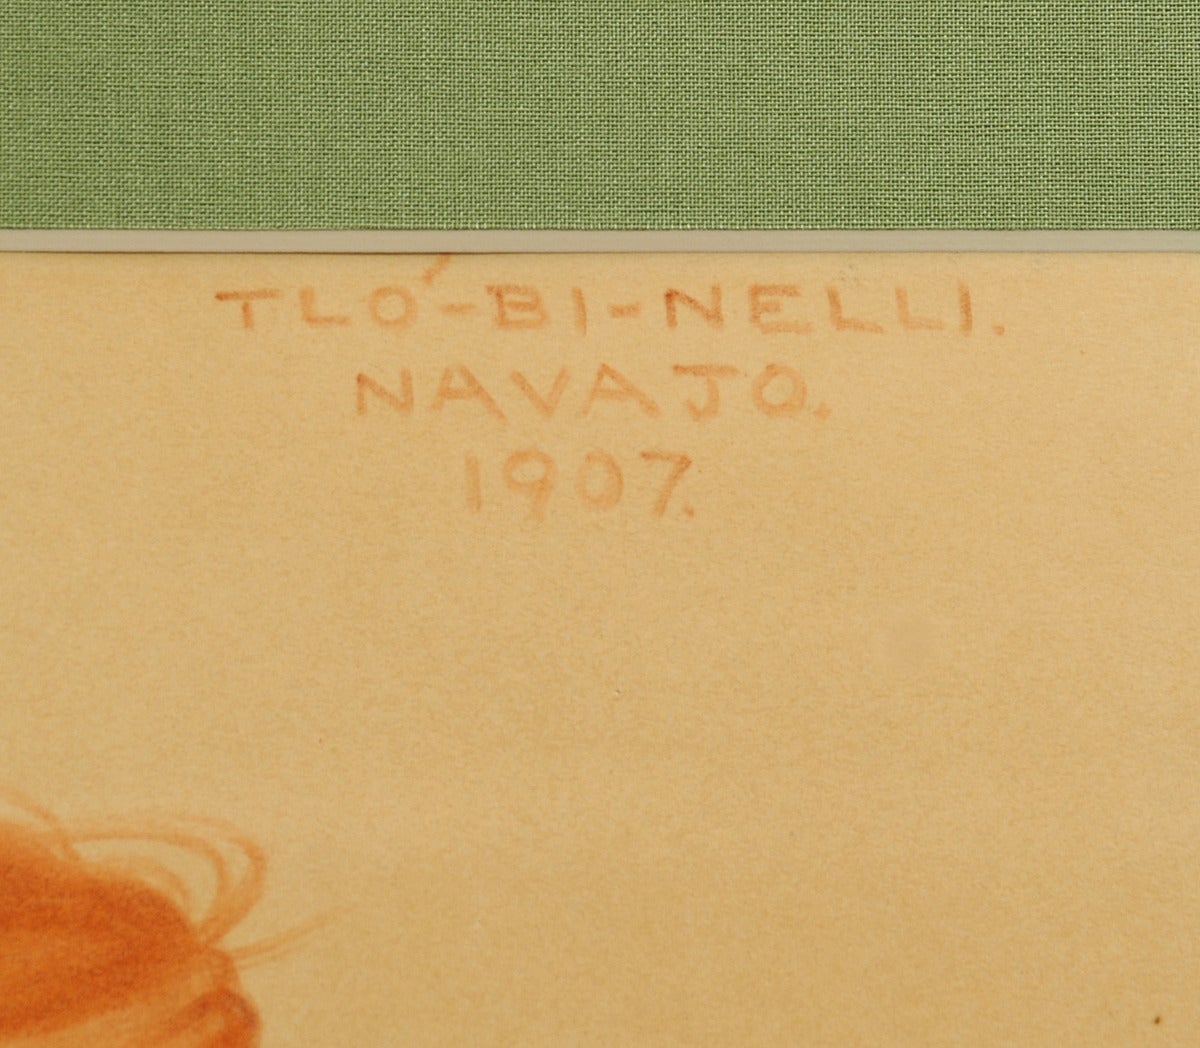 TLO´-BI-NELLI.
NAVAJO.
1907.